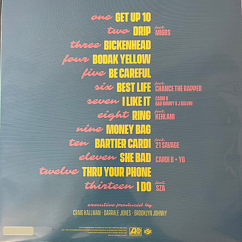 one GET UP 10
two DRIP feat. MIGOS
three BICKENHEAD
four BODAK YELLOW
five BE CAREFUL
six BEST LIFE feat. CHANCE THE RAPPER
seven I LIKE IT CARDI B BAD BUNNY & J BALVIN
eight RING feat. KEHLANI
nine MONEY BAG
ten BARTIER CARDI feat. 21 SAVAGE
eleven SHE BAD CARDI B + YG
twelve THRU YOUR PHONE
thirteen I DO feat. SZA
executive produced by
CRAIG KALLMAN • DARRALE JONES • BROOKLYN JOHNNY